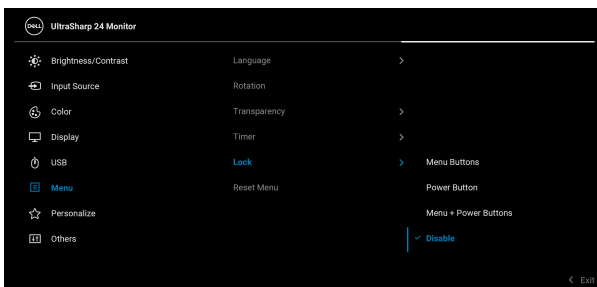 DELL UltraSharp 24 Monitor
Brightness/Contrast Language
Input Source Rotation
Color Transparency
Display Timer
USB Lock Menu Buttons
Menu Reset Menu Power Button
Personalize Menu + Power Buttons
Others Disable
Exit